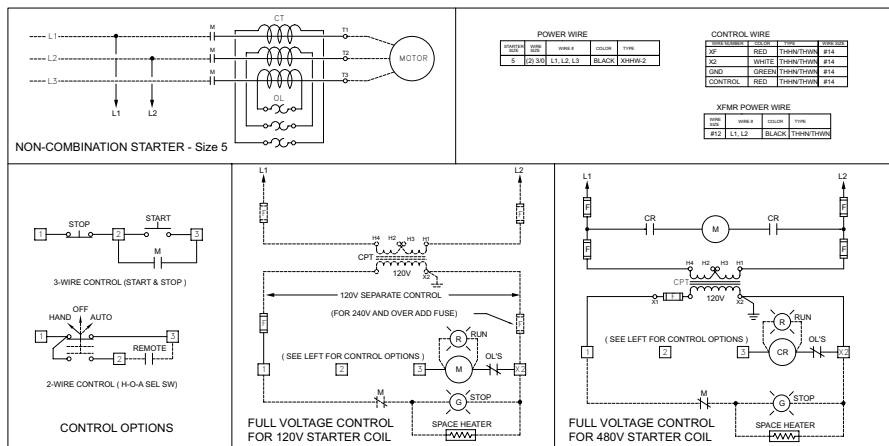 CT
M
T1
L1
M
T2
L2
MOTOR
M
T3
L3
OL
L1
L2
NON-COMBINATION STARTER - Size 5
POWER WIRE
STARTER SIZE WIRE SIZE WIRE # COLOR TYPE
5 (2) 3/0 L1, L2, L3 BLACK XHHW-2
CONTROL WIRE
WIRE NUMBER COLOR TYPE WIRE SIZE
XF RED THHN/THWN #14
X2 WHITE THHN/THWN #14
GND GREEN THHN/THWN #14
CONTROL RED THHN/THWN #14
XFMR POWER WIRE
WIRE SIZE WIRE # COLOR TYPE
#12 L1, L2 BLACK THHN/THWN
STOP
START
1
2
3
M
3-WIRE CONTROL (START & STOP )
OFF
HAND
AUTO
1
3
REMOTE
2
2-WIRE CONTROL ( H-O-A SEL SW)
CONTROL OPTIONS
L1
L2
F
F
H4 H2 H3 H1
CPT
120V
X2
120V SEPARATE CONTROL
(FOR 240V AND OVER ADD FUSE)
F
F
R
RUN
( SEE LEFT FOR CONTROL OPTIONS )
OL'S
1
2
3
M
X2
M
G
STOP
SPACE HEATER
FULL VOLTAGE CONTROL
FOR 120V STARTER COIL
L1
L2
F
F
CR
M
CR
F
F
H4 H2 H3 H1
CPT
X1
F
120V
X2
R
RUN
( SEE LEFT FOR CONTROL OPTIONS )
OL'S
1
2
3
CR
X2
M
G
STOP
SPACE HEATER
FULL VOLTAGE CONTROL
FOR 480V STARTER COIL